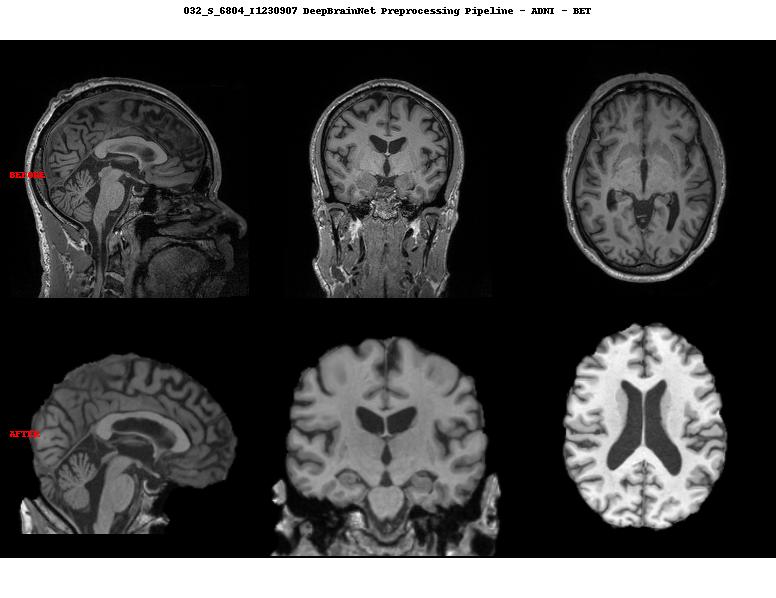 032_S_6804_I1230907 DeepBrainNet Preprocessing Pipeline - ADNI - BET
BEFORE
AFTER